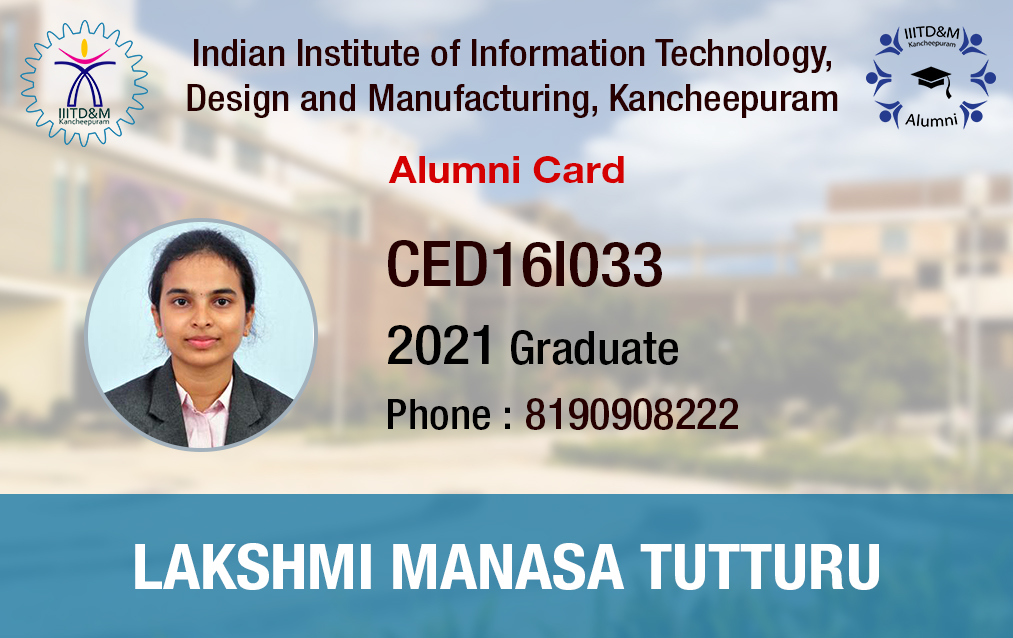 Indian Institute of Information Technology,
Design and Manufacturing, Kancheepuram
IIITD&M
Kancheepuram
IIITD&M
Kancheepuram
Alumni
Alumni Card
CED16I033
2021 Graduate
Phone : 8190908222
LAKSHMI MANASA TUTTURU